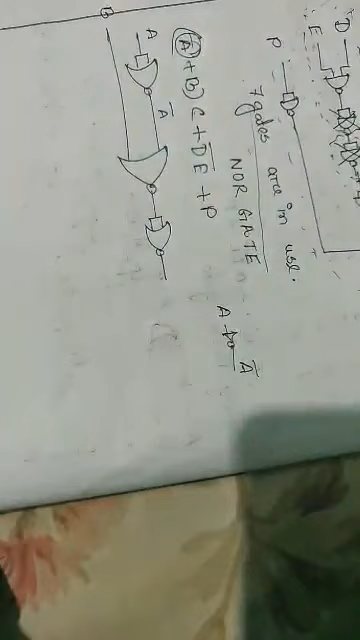 D
E
P
7 gates are in use.
NOR GATE
(A̅+B) C + D̅E + P
A
A̅
B
A
A̅